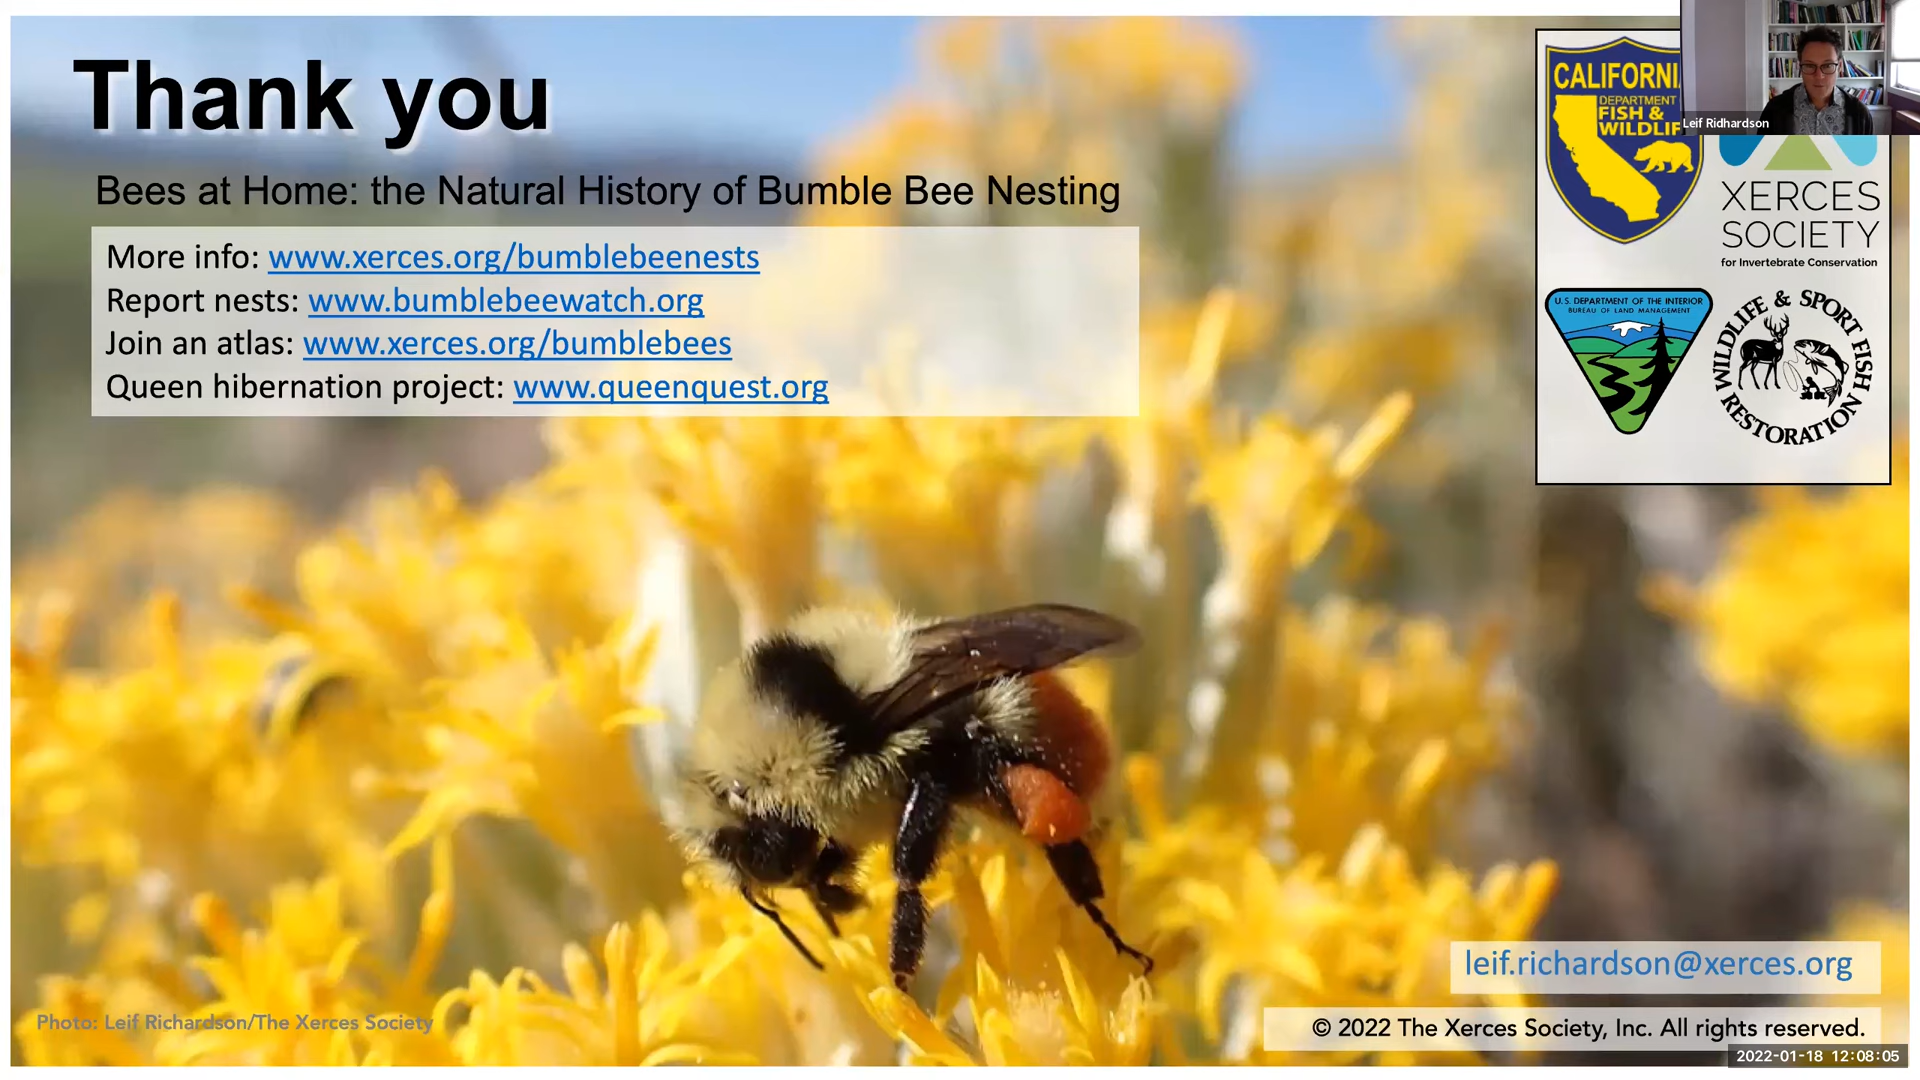 Thank you
Bees at Home: the Natural History of Bumble Bee Nesting
More info: www.xerces.org/bumblebeenests
Report nests: www.bumblebeewatch.org
Join an atlas: www.xerces.org/bumblebees
Queen hibernation project: www.queenquest.org
CALIFORNI
DEPARTMENT
FISH &
WILDLIF
Leif Ridhardson
XERCES
SOCIETY
for Invertebrate Conservation
U.S. DEPARTMENT OF THE INTERIOR
BUREAU OF LAND MANAGEMENT
WILDLIFE & SPORT FISH
RESTORATION
leif.richardson@xerces.org
Photo: Leif Richardson/The Xerces Society
© 2022 The Xerces Society, Inc. All rights reserved.
2022-01-18 12:08:05